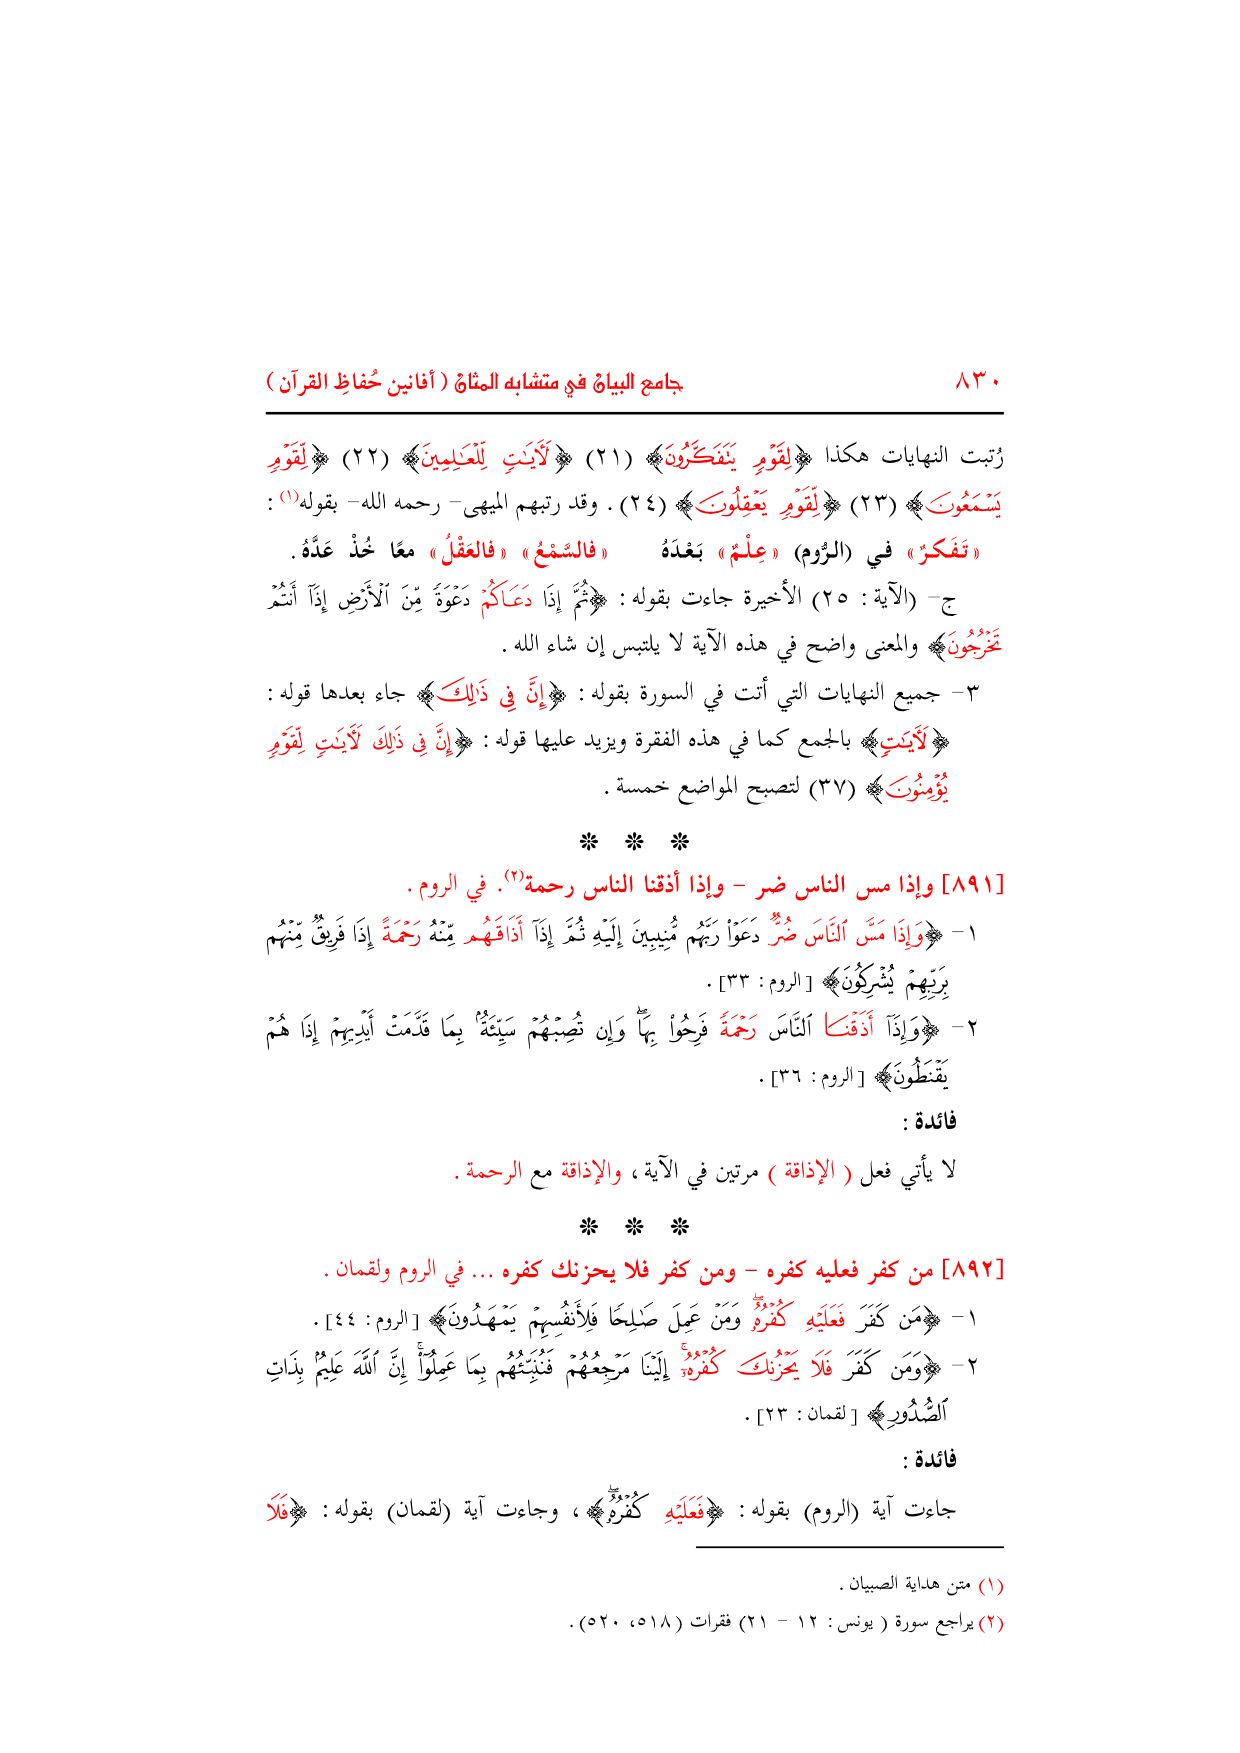 ٨٣٠ جامع البيان في متشابه المثان ( أفانين حُفاظِ القرآن )
رُتبت النهايات هكذا ﴿لِقَوْمٍ يَتَفَكَّرُونَ﴾ (٢١) ﴿لَأَيَٰتٍ لِّلْعَٰلِمِينَ﴾ (٢٢) ﴿لِّقَوْمٍ
يَسْمَعُونَ﴾ (٢٣) ﴿لِّقَوْمٍ يَعْقِلُونَ﴾ (٢٤) . وقد رتبهم الميهى- رحمه الله- بقوله(١) :
« تَفَكرٌ » في (الرُّوم) « عِلْمٌ » بَعْدَهُ « فالسَّمْعُ » « فالعَقْلُ » معًا خُذْ عَدَّهُ .
ج- (الآية : ٢٥) الأخيرة جاءت بقوله : ﴿ثُمَّ إِذَا دَعَاكُمْ دَعْوَةً مِّنَ ٱلْأَرْضِ إِذَآ أَنتُمْ
تَخْرُجُونَ﴾ والمعنى واضح في هذه الآية لا يلتبس إن شاء الله .
٣- جميع النهايات التي أتت في السورة بقوله : ﴿إِنَّ فِى ذَٰلِكَ﴾ جاء بعدها قوله :
﴿لَأَيَٰتٍ﴾ بالجمع كما في هذه الفقرة ويزيد عليها قوله : ﴿إِنَّ فِى ذَٰلِكَ لَأَيَٰتٍ لِّقَوْمٍ
يُؤْمِنُونَ﴾ (٣٧) لتصبح المواضع خمسة .
❊ ❊ ❊
[٨٩١] وإذا مس الناس ضر – وإذا أذقنا الناس رحمة(٢). في الروم .
١- ﴿وَإِذَا مَسَّ ٱلنَّاسَ ضُرٌّ دَعَوْا۟ رَبَّهُم مُّنِيبِينَ إِلَيْهِ ثُمَّ إِذَآ أَذَاقَهُم مِّنْهُ رَحْمَةً إِذَا فَرِيقٌ مِّنْهُم
بِرَبِّهِمْ يُشْرِكُونَ﴾ [ الروم : ٣٣] .
٢- ﴿وَإِذَآ أَذَقْنَا ٱلنَّاسَ رَحْمَةً فَرِحُوا۟ بِهَا ۖ وَإِن تُصِبْهُمْ سَيِّئَةٌۢ بِمَا قَدَّمَتْ أَيْدِيهِمْ إِذَا هُمْ
يَقْنَطُونَ﴾ [ الروم : ٣٦] .
فائدة :
لا يأتي فعل ( الإذاقة ) مرتين في الآية ، والإذاقة مع الرحمة .
❊ ❊ ❊
[٨٩٢] من كفر فعليه كفره – ومن كفر فلا يحزنك كفره ... في الروم ولقمان .
١- ﴿مَن كَفَرَ فَعَلَيْهِ كُفْرُهُۥ ۖ وَمَنْ عَمِلَ صَٰلِحًا فَلِأَنفُسِهِمْ يَمْهَدُونَ﴾ [ الروم : ٤٤] .
٢- ﴿وَمَن كَفَرَ فَلَا يَحْزُنكَ كُفْرُهُۥٓ ۚ إِلَيْنَا مَرْجِعُهُمْ فَنُنَبِّئُهُم بِمَا عَمِلُوٓا۟ ۚ إِنَّ ٱللَّهَ عَلِيمٌۢ بِذَاتِ
ٱلصُّدُورِ﴾ [ لقمان : ٢٣] .
فائدة :
جاءت آية (الروم) بقوله : ﴿فَعَلَيْهِ كُفْرُهُۥ ۖ﴾ ، وجاءت آية (لقمان) بقوله : ﴿فَلَا
(١) متن هداية الصبيان .
(٢) يراجع سورة ( يونس : ١٢ – ٢١) فقرات (٥١٨، ٥٢٠) .